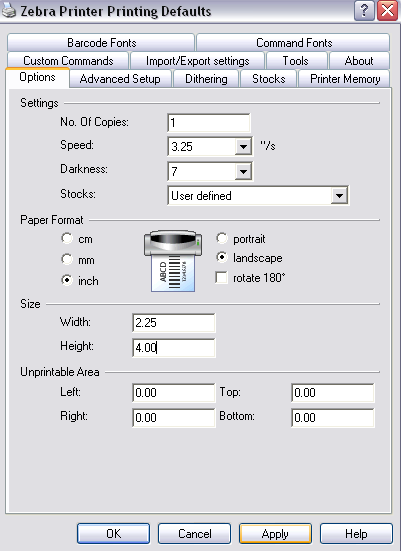 Zebra Printer Printing Defaults
Barcode Fonts Command Fonts
Custom Commands Import/Export settings Tools About
Options Advanced Setup Dithering Stocks Printer Memory
Settings
No. Of Copies: 1
Speed: 3.25 "/s
Darkness: 7
Stocks: User defined
Paper Format
cm portrait
mm landscape
inch rotate 180°
ABCD
Size
Width: 2.25
Height: 4.00
Unprintable Area
Left: 0.00 Top: 0.00
Right: 0.00 Bottom: 0.00
OK Cancel Apply Help